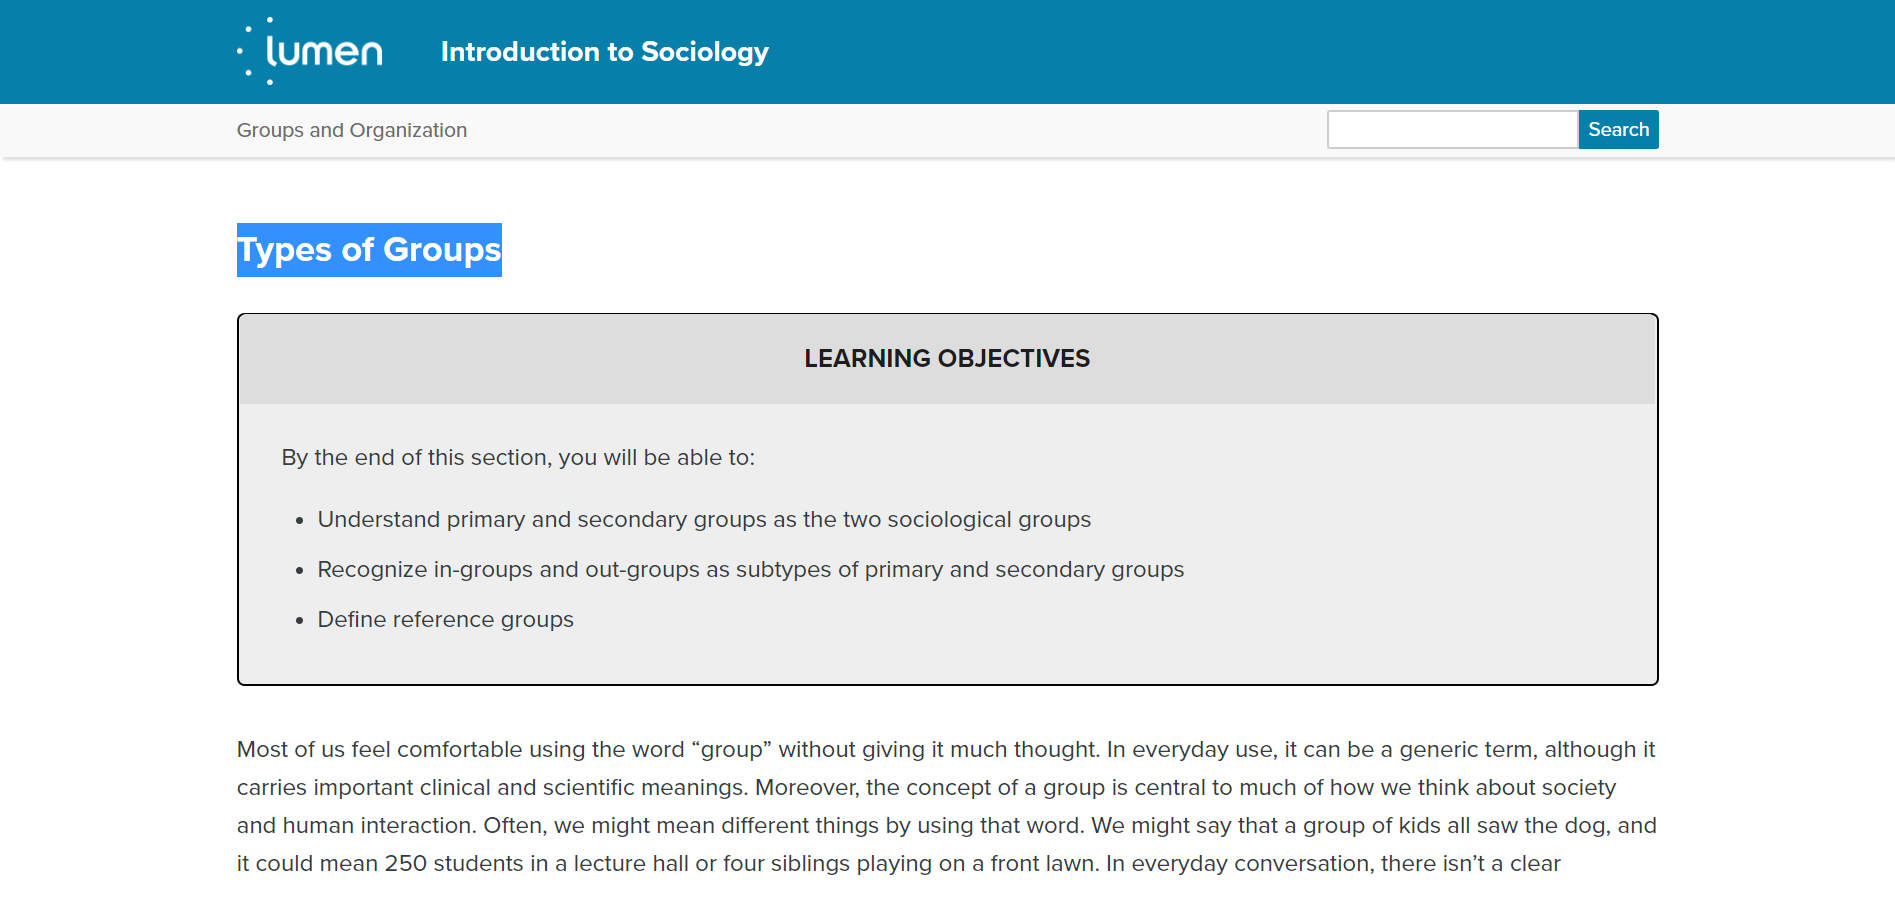 lumen Introduction to Sociology
Groups and Organization Search
Types of Groups
LEARNING OBJECTIVES
By the end of this section, you will be able to:
• Understand primary and secondary groups as the two sociological groups
• Recognize in-groups and out-groups as subtypes of primary and secondary groups
• Define reference groups
Most of us feel comfortable using the word “group” without giving it much thought. In everyday use, it can be a generic term, although it
carries important clinical and scientific meanings. Moreover, the concept of a group is central to much of how we think about society
and human interaction. Often, we might mean different things by using that word. We might say that a group of kids all saw the dog, and
it could mean 250 students in a lecture hall or four siblings playing on a front lawn. In everyday conversation, there isn’t a clear